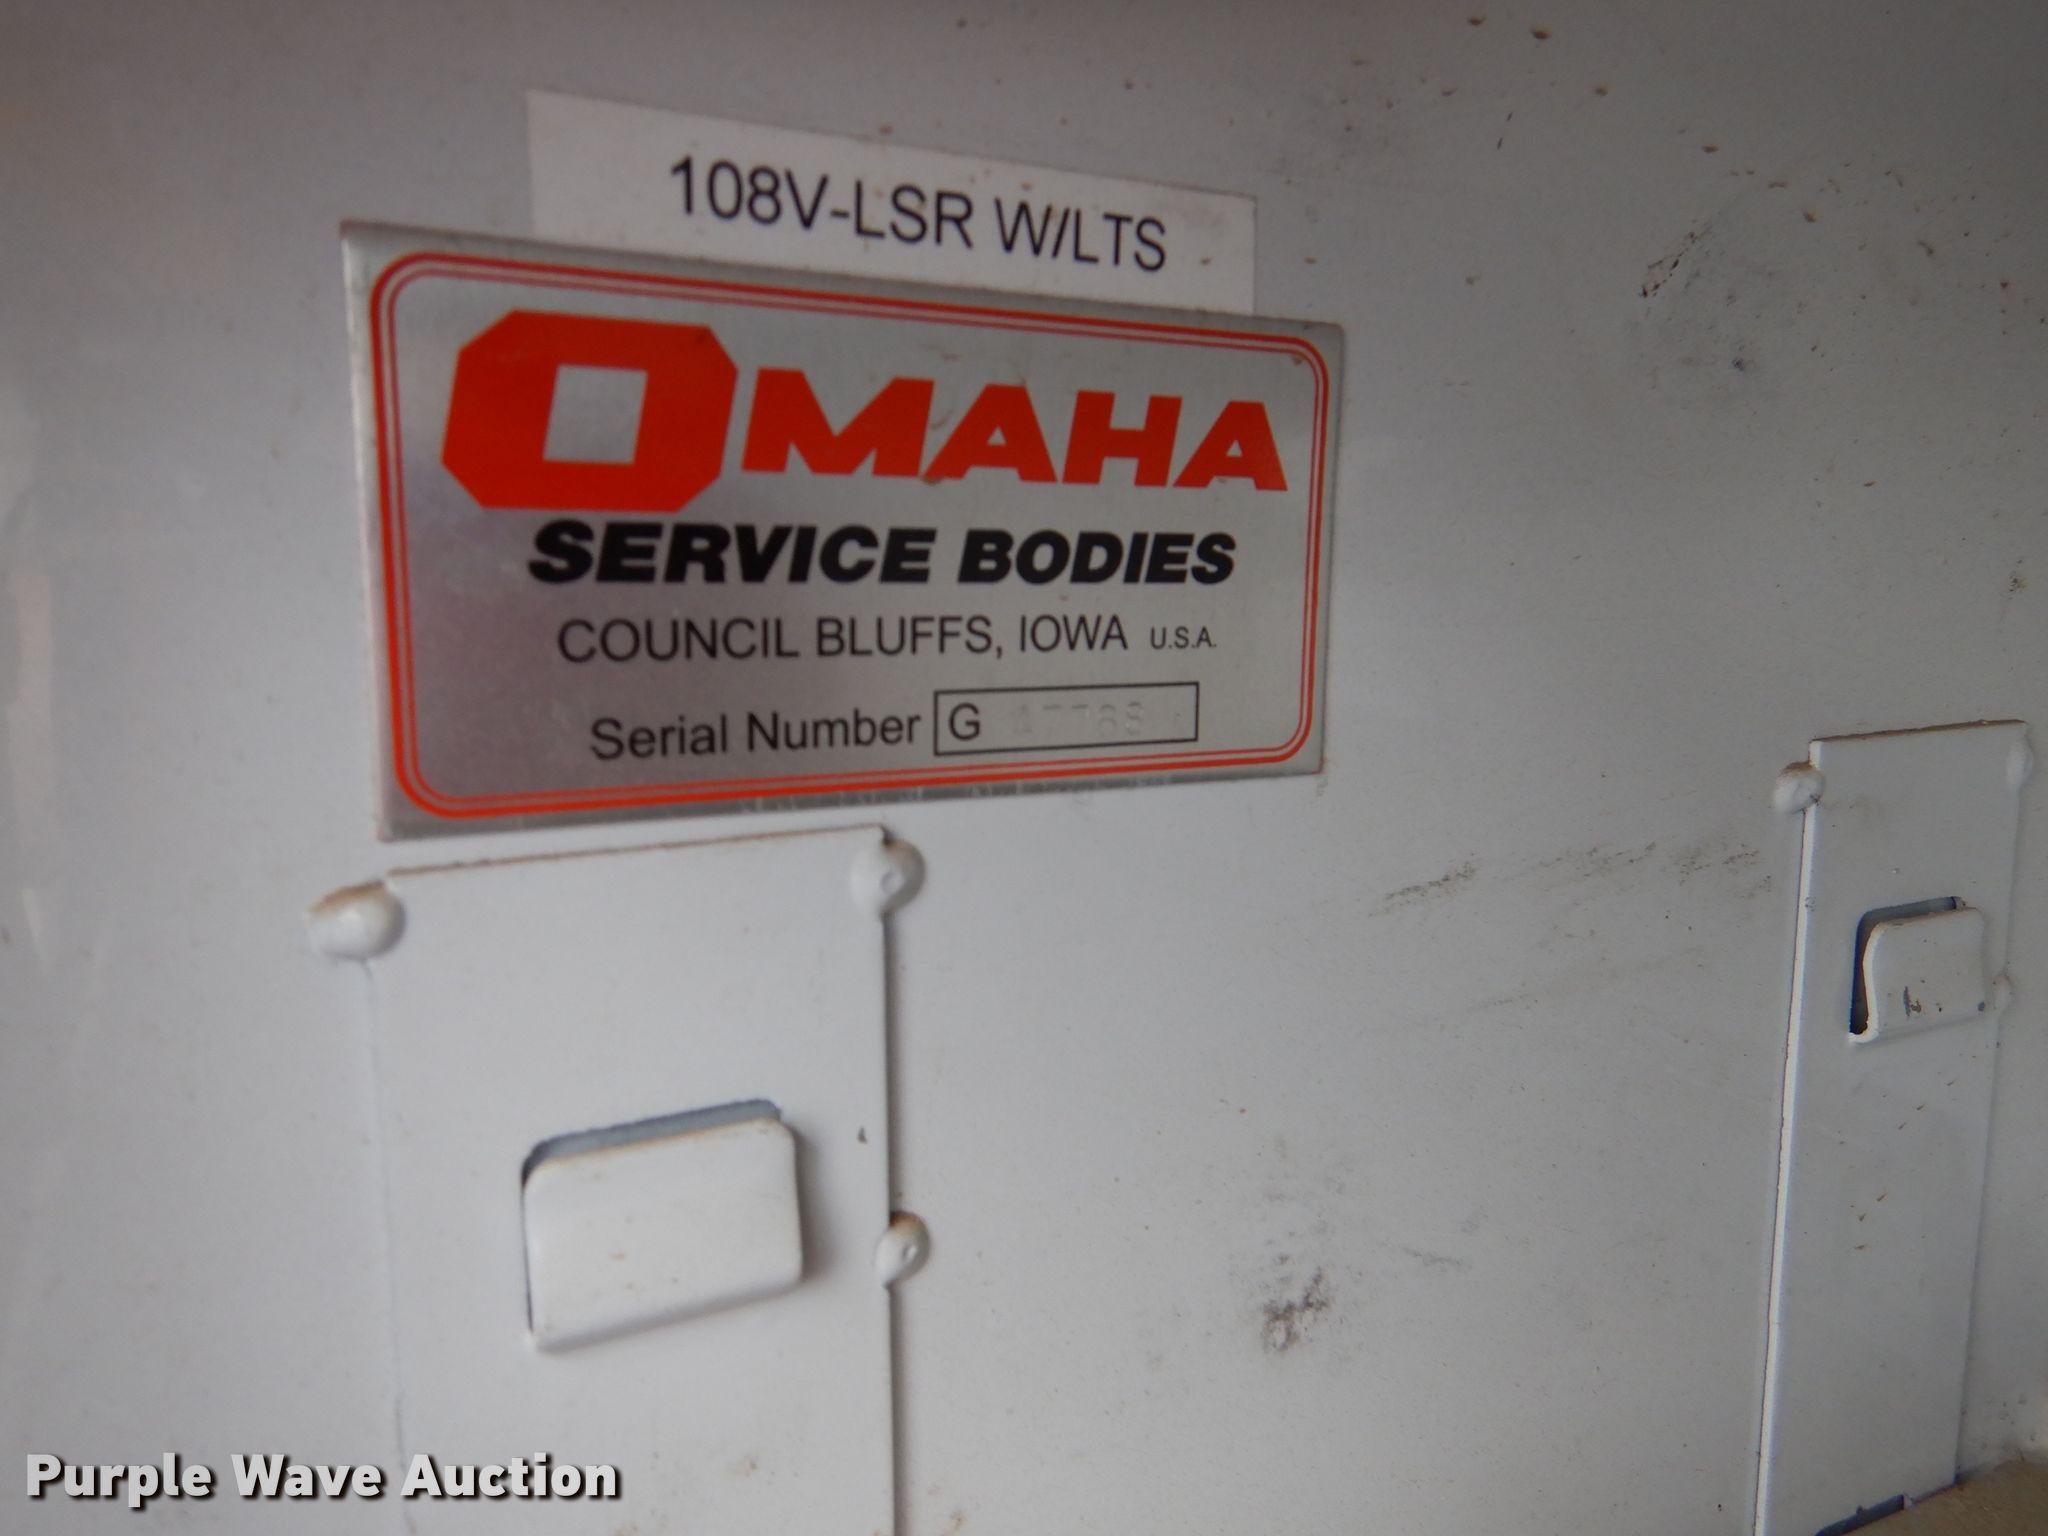 108V-LSR W/LTS
OMAHA
SERVICE BODIES
COUNCIL BLUFFS, IOWA U.S.A.
Serial Number G
Purple Wave Auction